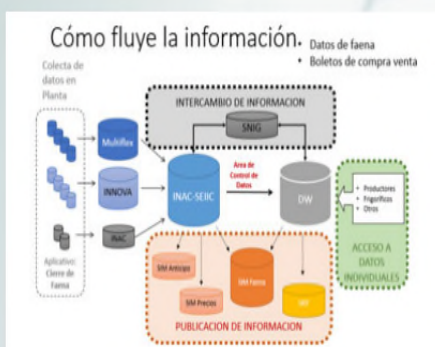 Cómo fluye la información
• Datos de faena
• Boletos de compra venta
Colecta de
datos en
Planta
INTERCAMBIO DE INFORMACION
SNIG
Multiflex
INNOVA
INAC
INAC-SEIIC
Area de
Control de
Datos
DW
• Productores
• Frigoríficos
• Otros
ACCESO A
DATOS
INDIVIDUALES
Aplicativo:
Cierre de
Faena
SIM Anticipo
SIM Precios
SIM Faena
PUBLICACION DE INFORMACION